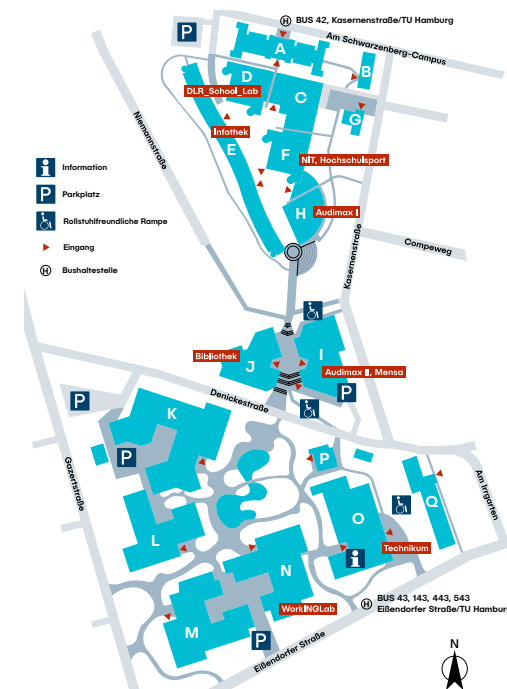 H BUS 42, Kasernenstraße/TU Hamburg
Am Schwarzenberg-Campus
P
A
B
D
C
DLR_School_Lab
G
Infothek
E
F
NIT, Hochschulsport
Niemannstraße
i Information
P Parkplatz
Rollstuhlfreundliche Rampe
Eingang
H Bushaltestelle
H
Audimax I
Kasernenstraße
Compeweg
Bibliothek
J
I
Audimax II, Mensa
P
Denickestraße
P
K
P
P
Gazertstraße
L
O
Q
Am Irrgarten
Technikum
i
N
WorkINGLab
M
P
H BUS 43, 143, 443, 543
Eißendorfer Straße/TU Hamburg
Eißendorfer Straße
N